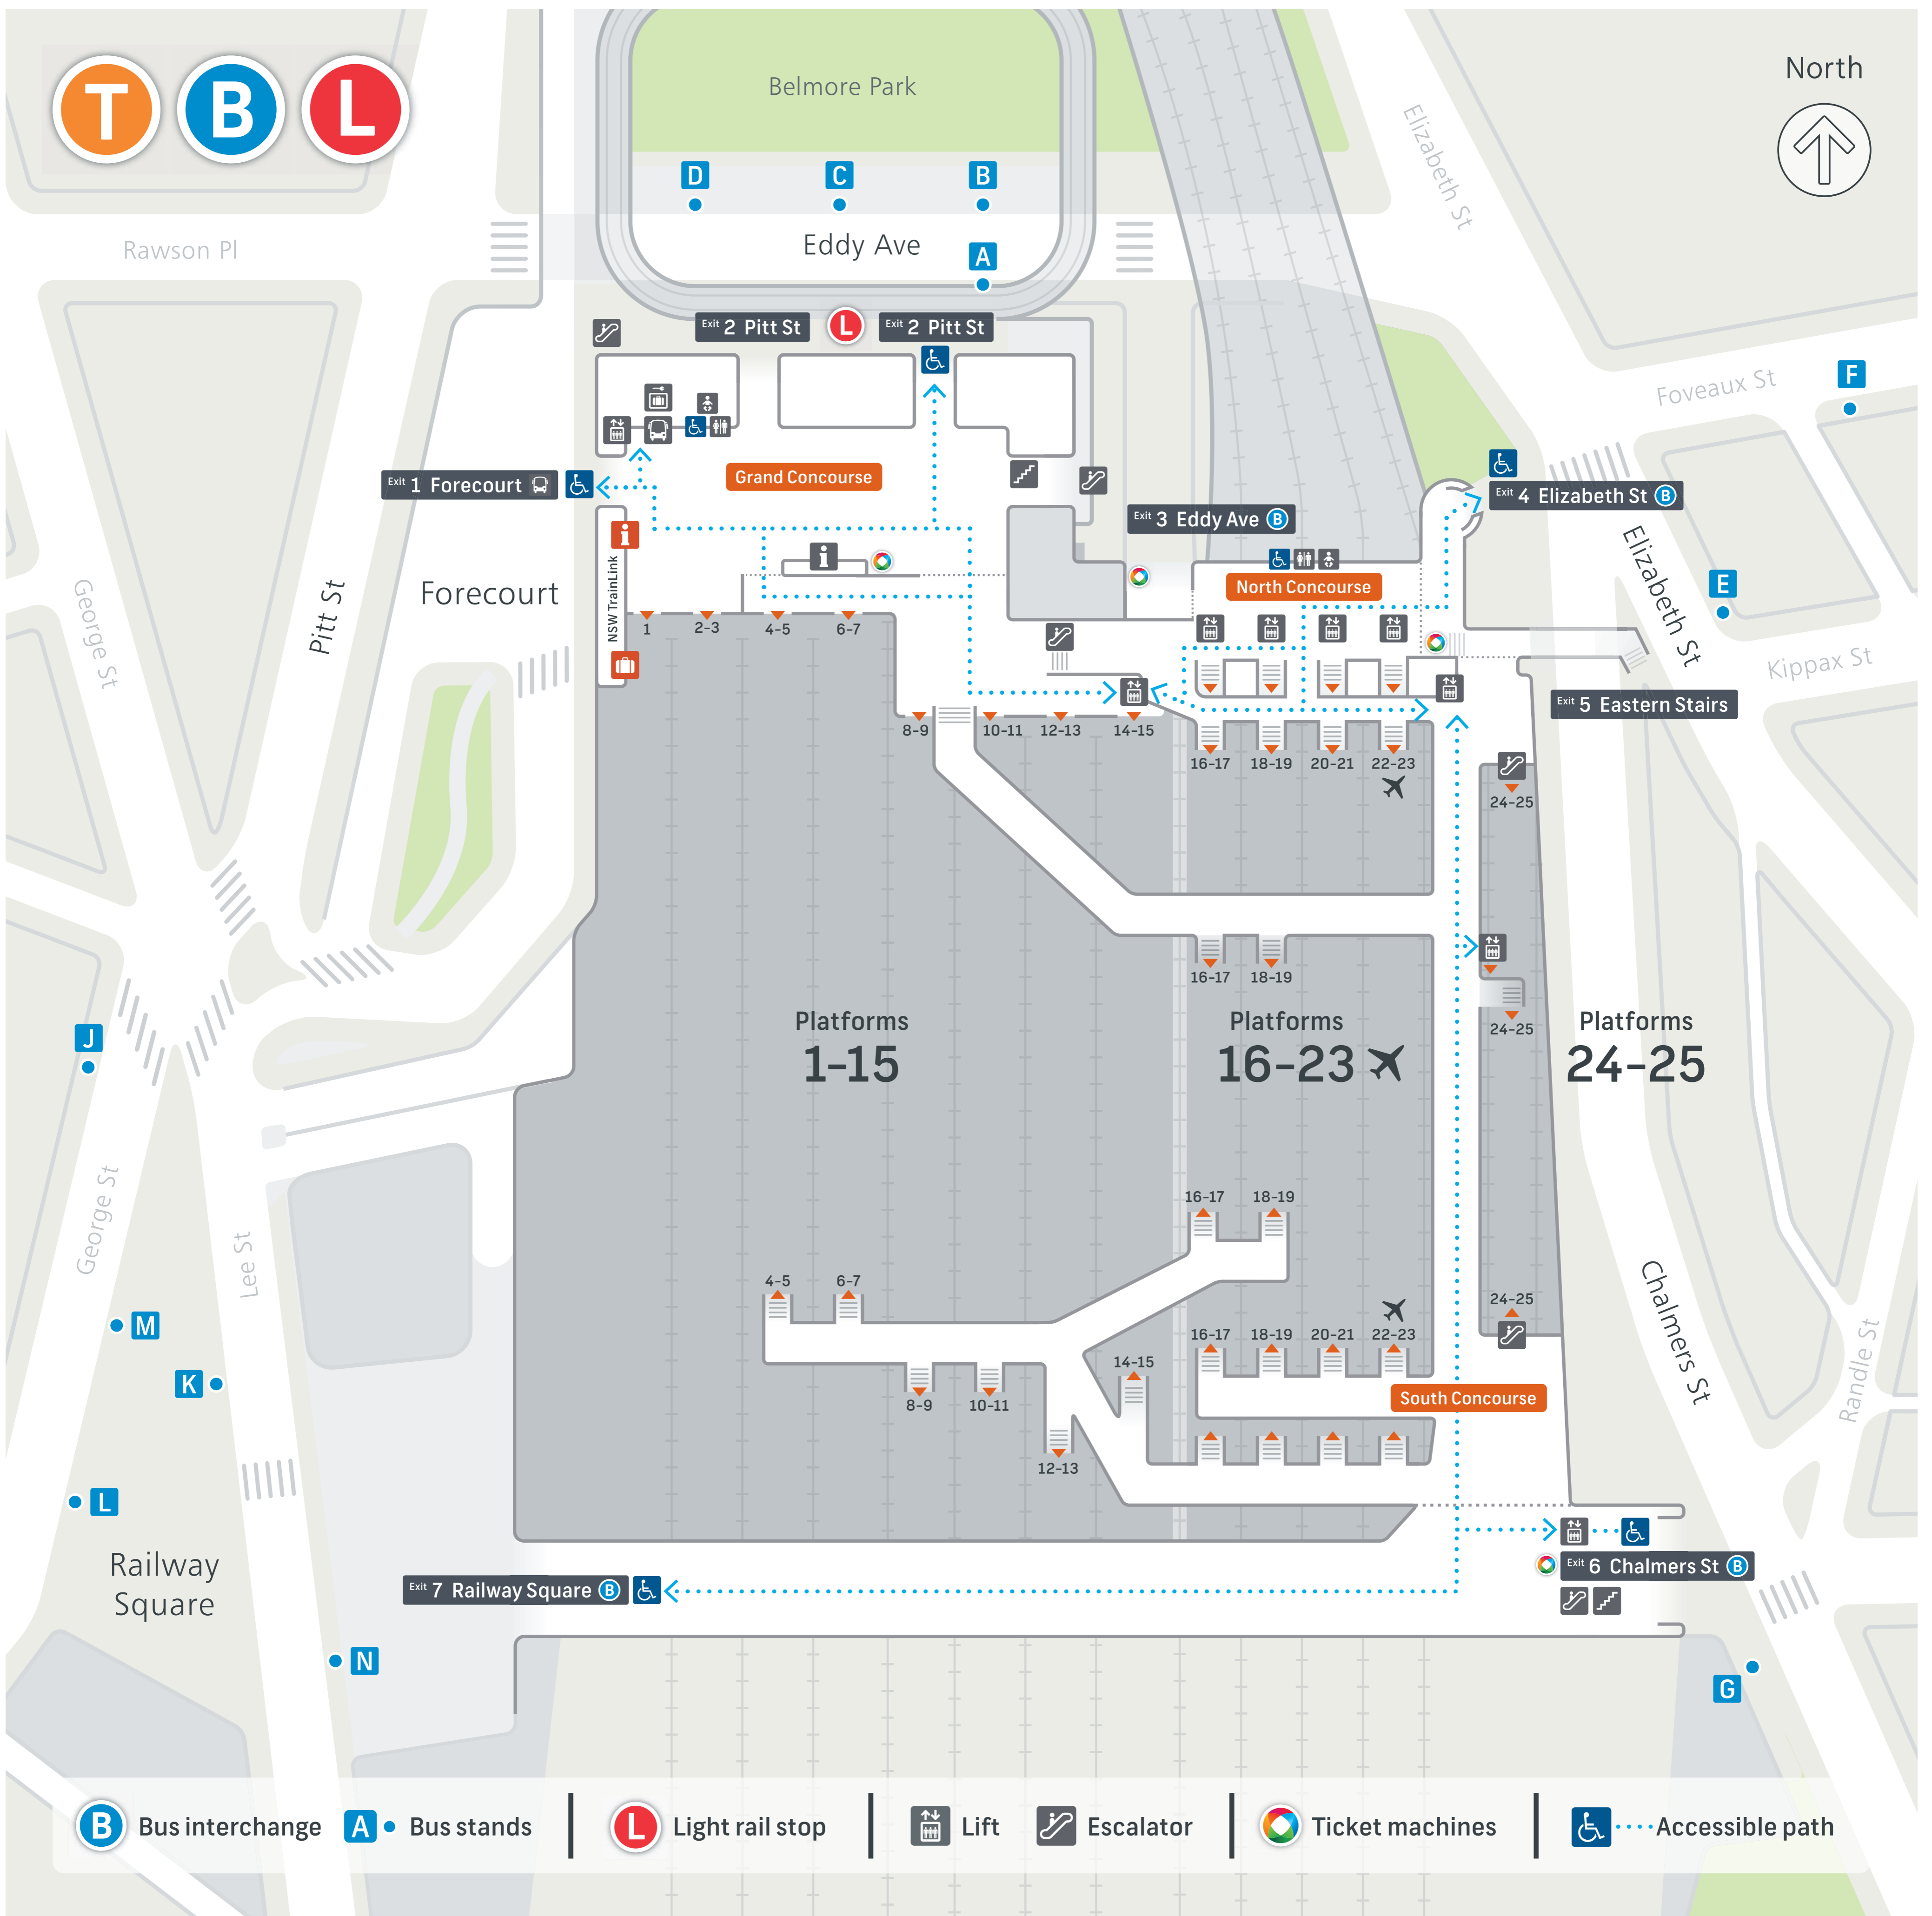 T B L
North
Belmore Park
Elizabeth St
D
C
B
Rawson Pl
Eddy Ave
A
Exit 2 Pitt St
L
Exit 2 Pitt St
Foveaux St
F
Exit 1 Forecourt
Grand Concourse
Exit 4 Elizabeth St B
Exit 3 Eddy Ave B
i
i
NSW TrainLink
North Concourse
Elizabeth St
E
George St
Pitt St
Forecourt
1
2-3
4-5
6-7
Kippax St
Exit 5 Eastern Stairs
8-9
10-11
12-13
14-15
16-17
18-19
20-21
22-23
24-25
16-17
18-19
24-25
J
Platforms
1-15
Platforms
16-23
Platforms
24-25
George St
Lee St
16-17
18-19
4-5
6-7
24-25
Chalmers St
Randle St
M
K
16-17
18-19
20-21
22-23
14-15
8-9
10-11
South Concourse
12-13
L
Railway
Square
Exit 6 Chalmers St B
Exit 7 Railway Square B
N
G
B Bus interchange
A Bus stands
L Light rail stop
Lift
Escalator
Ticket machines
Accessible path